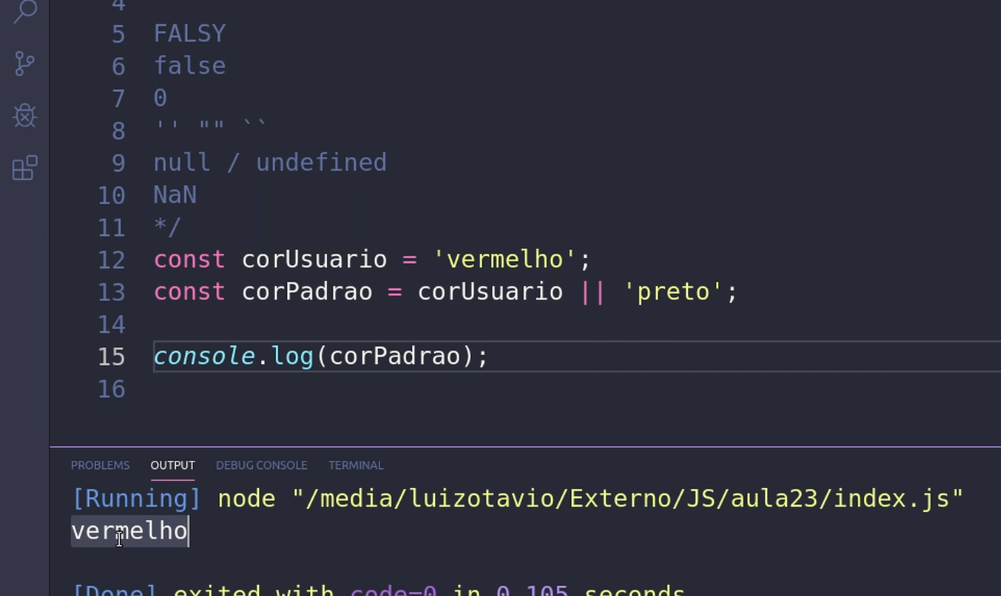 4
5 FALSY
6 false
7 0
8 '' "" ``
9 null / undefined
10 NaN
11 */
12 const corUsuario = 'vermelho';
13 const corPadrao = corUsuario || 'preto';
14
15 console.log(corPadrao);
16
PROBLEMS OUTPUT DEBUG CONSOLE TERMINAL
[Running] node "/media/luizotavio/Externo/JS/aula23/index.js"
vermelho
[Done] exited with code=0 in 0.105 seconds